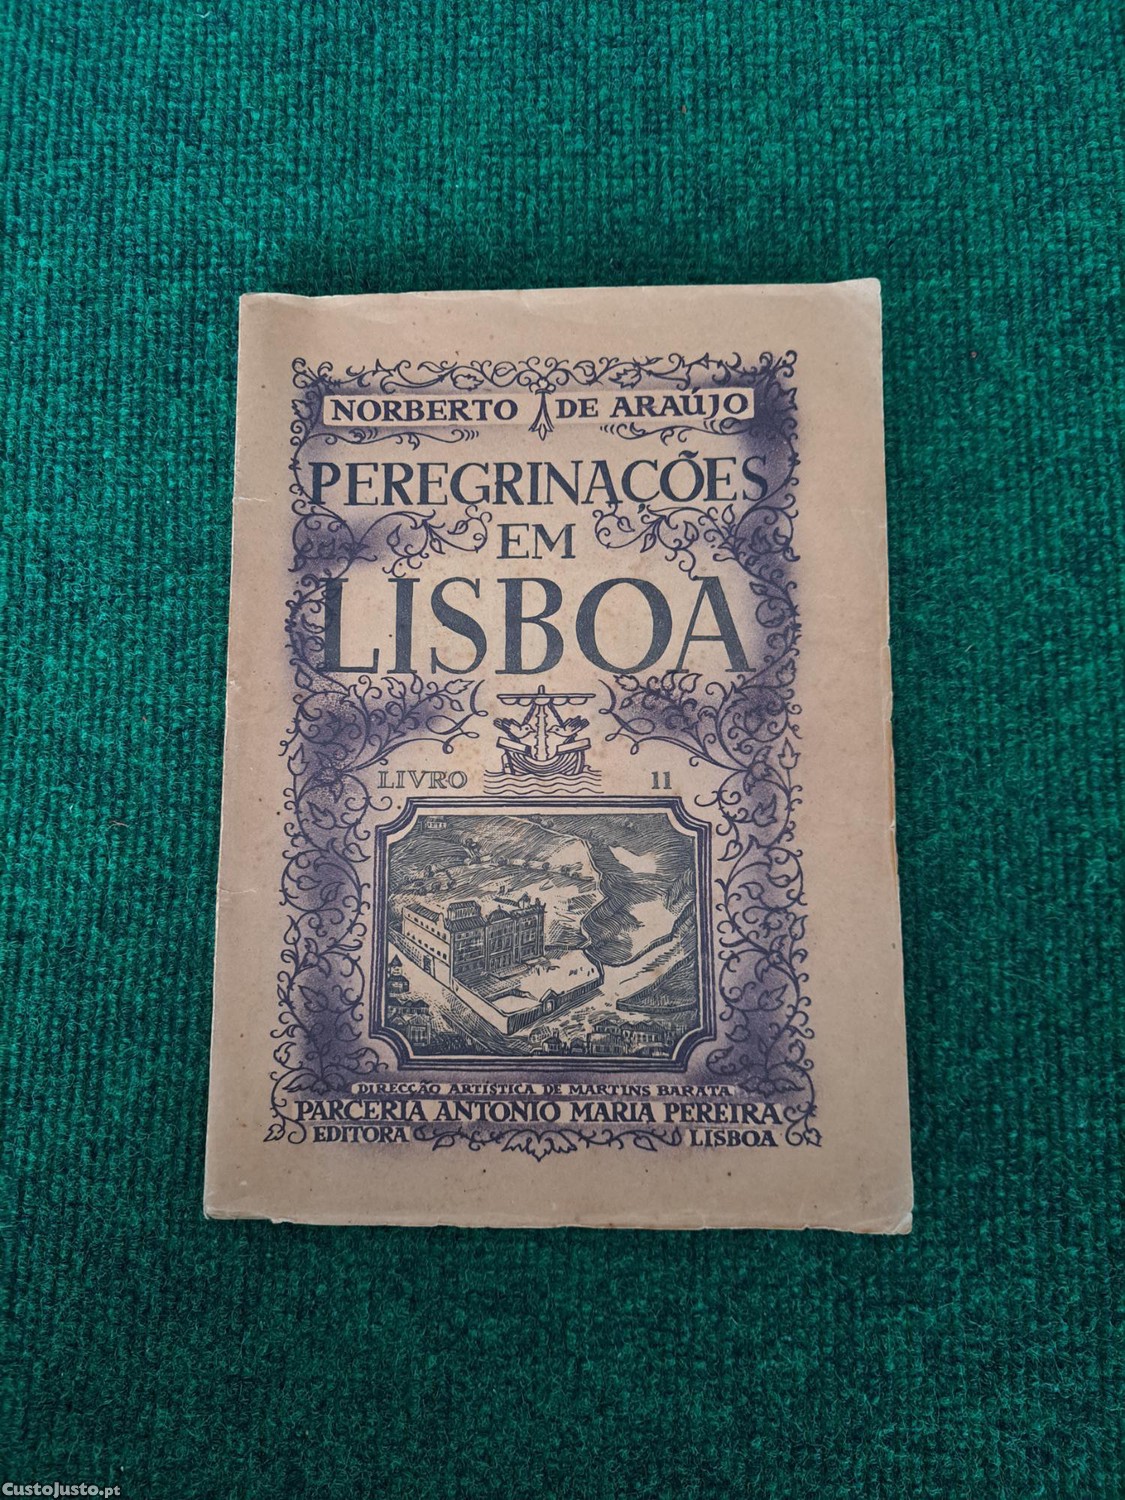 NORBERTO DE ARAÚJO
PEREGRINAÇÕES
EM
LISBOA
LIVRO 11
DIRECÇÃO ARTÍSTICA DE MARTINS BARATA
PARCERIA ANTONIO MARIA PEREIRA
EDITORA LISBOA
CustoJusto.pt